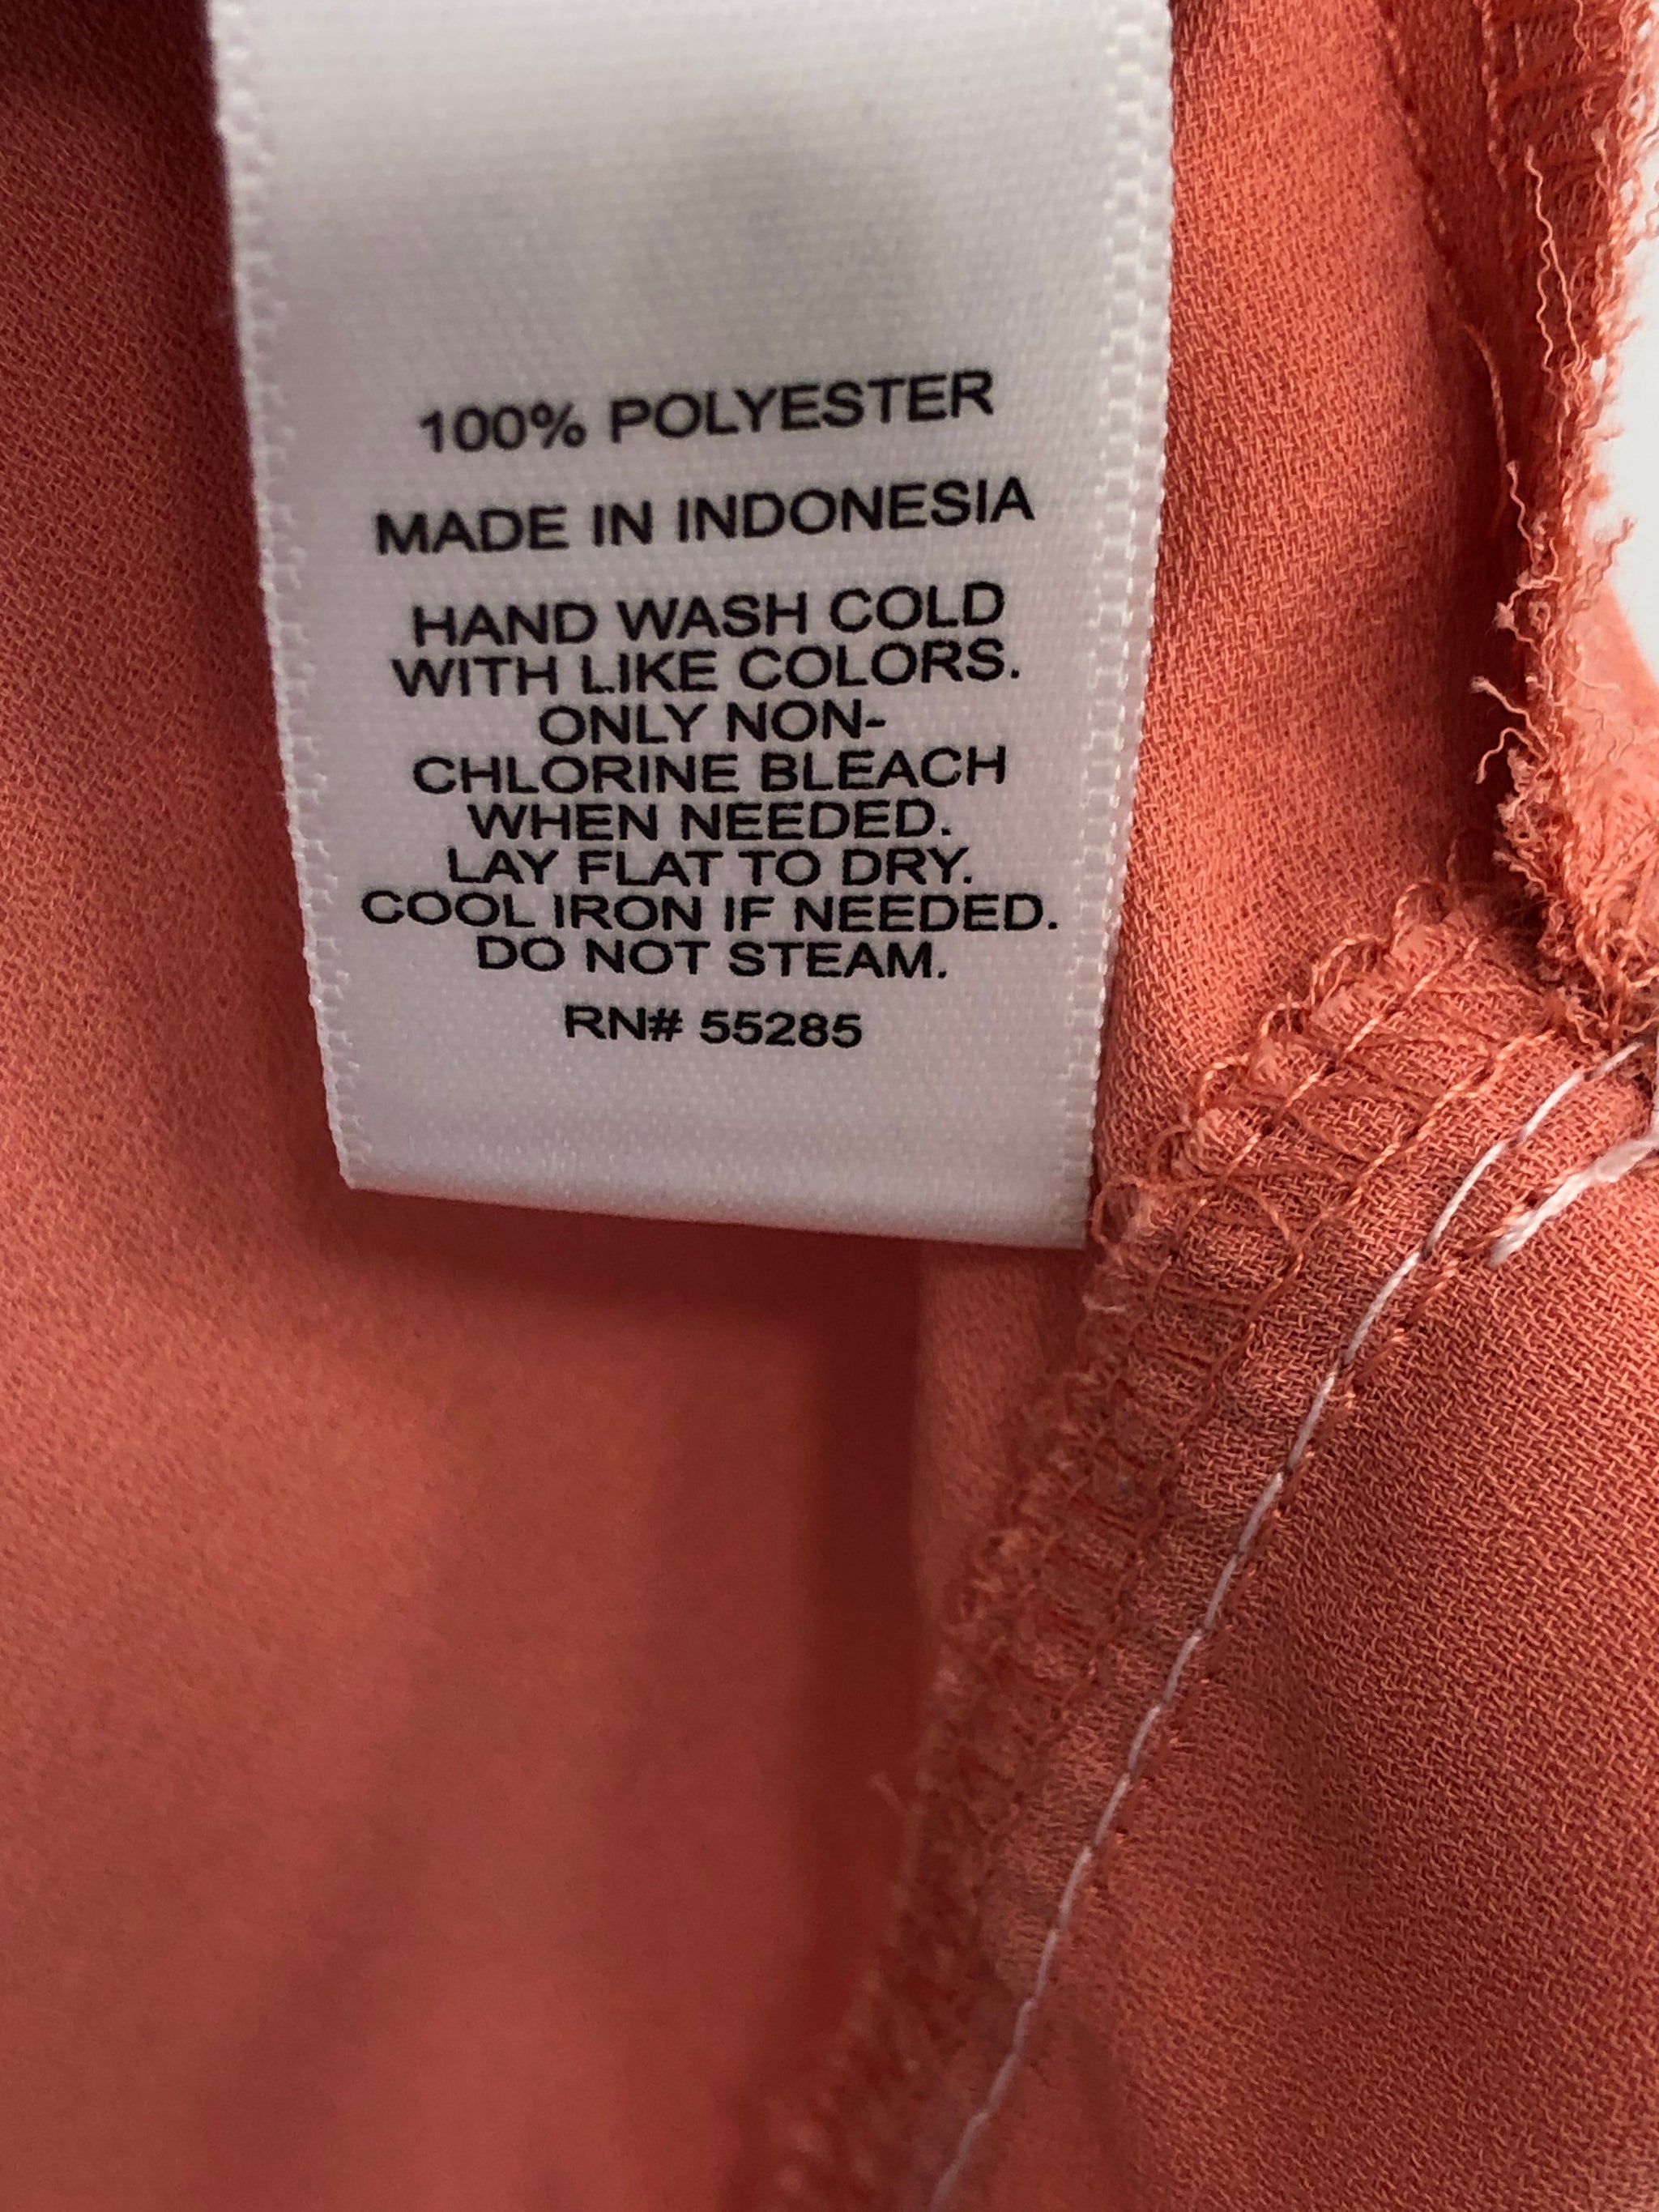 100% POLYESTER
MADE IN INDONESIA
HAND WASH COLD
WITH LIKE COLORS.
ONLY NON-
CHLORINE BLEACH
WHEN NEEDED.
LAY FLAT TO DRY.
COOL IRON IF NEEDED.
DO NOT STEAM.
RN# 55285